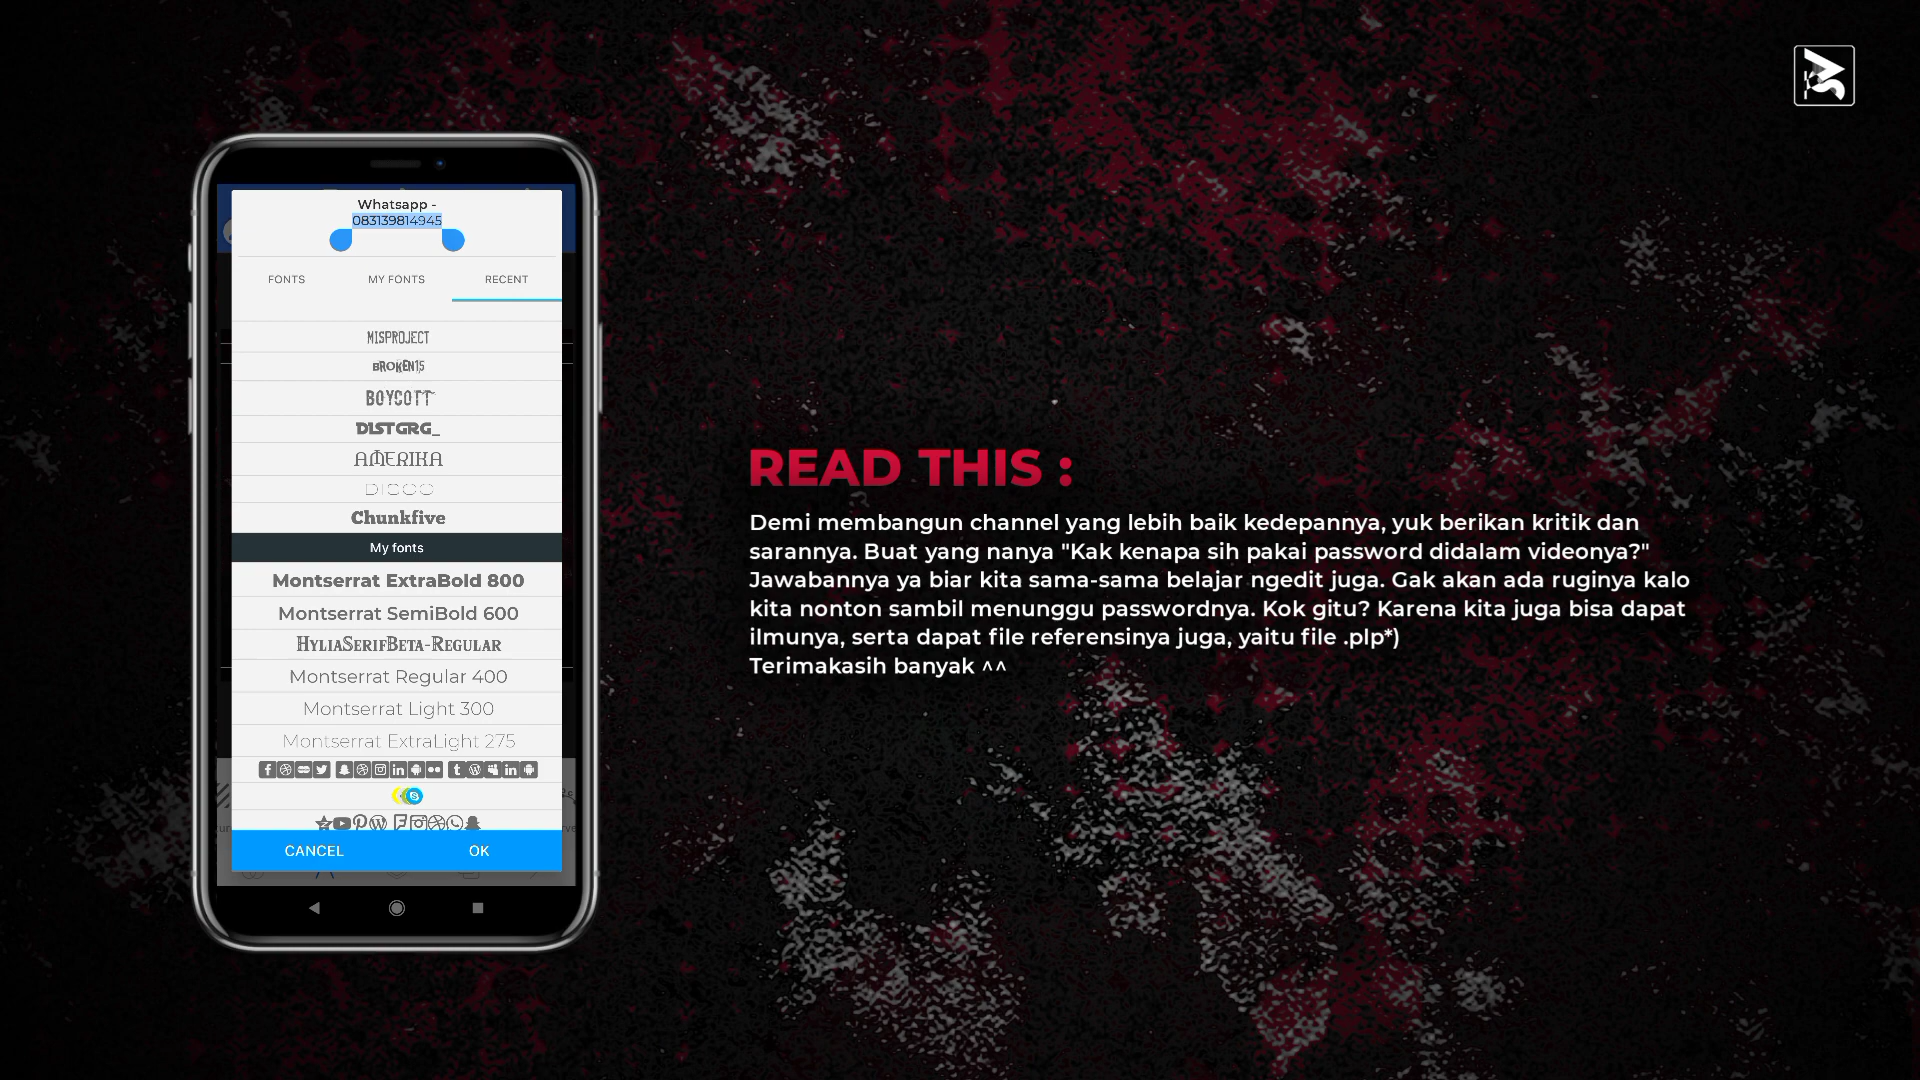 Whatsapp -
083139814945
FONTS
MY FONTS
RECENT
MISPROJECT
BROKEN15
BOYCOTT
DISTGRG_
AMERIKA
Chunkfive
My fonts
Montserrat ExtraBold 800
Montserrat SemiBold 600
HyliaSerifBeta-Regular
Montserrat Regular 400
Montserrat Light 300
Montserrat ExtraLight 275
CANCEL
OK
READ THIS :
Demi membangun channel yang lebih baik kedepannya, yuk berikan kritik dan
sarannya. Buat yang nanya "Kak kenapa sih pakai password didalam videonya?"
Jawabannya ya biar kita sama-sama belajar ngedit juga. Gak akan ada ruginya kalo
kita nonton sambil menunggu passwordnya. Kok gitu? Karena kita juga bisa dapat
ilmunya, serta dapat file referensinya juga, yaitu file .plp*)
Terimakasih banyak ^^